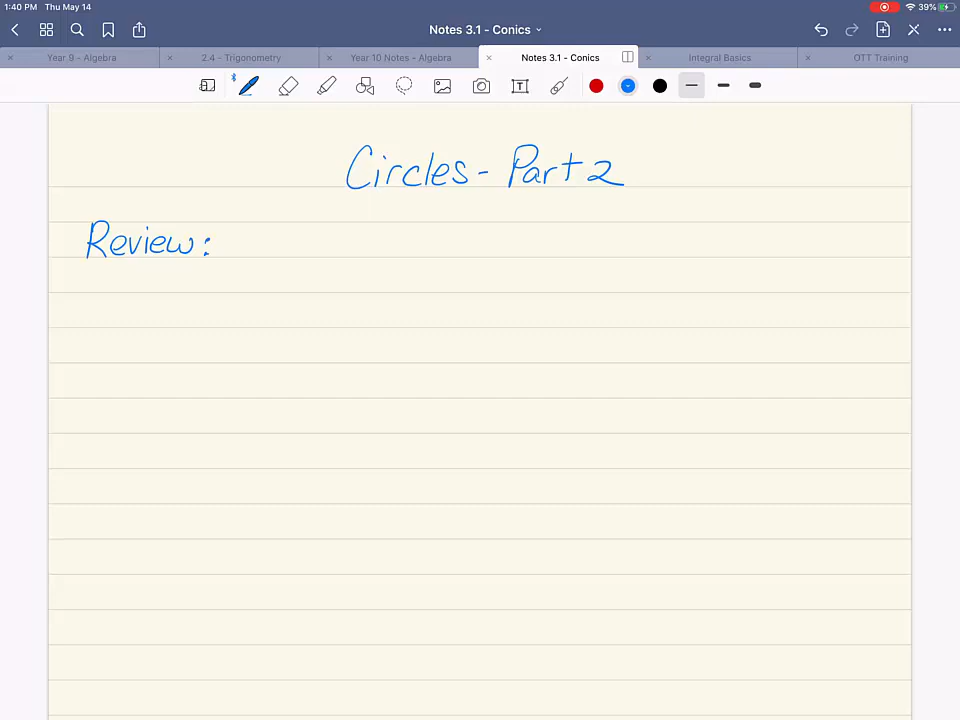 1:40 PM Thu May 14
39%
Notes 3.1 - Conics
Year 9 - Algebra
2.4 - Trigonometry
Year 10 Notes - Algebra
Notes 3.1 - Conics
Integral Basics
OTT Training
Circles - Part 2
Review: